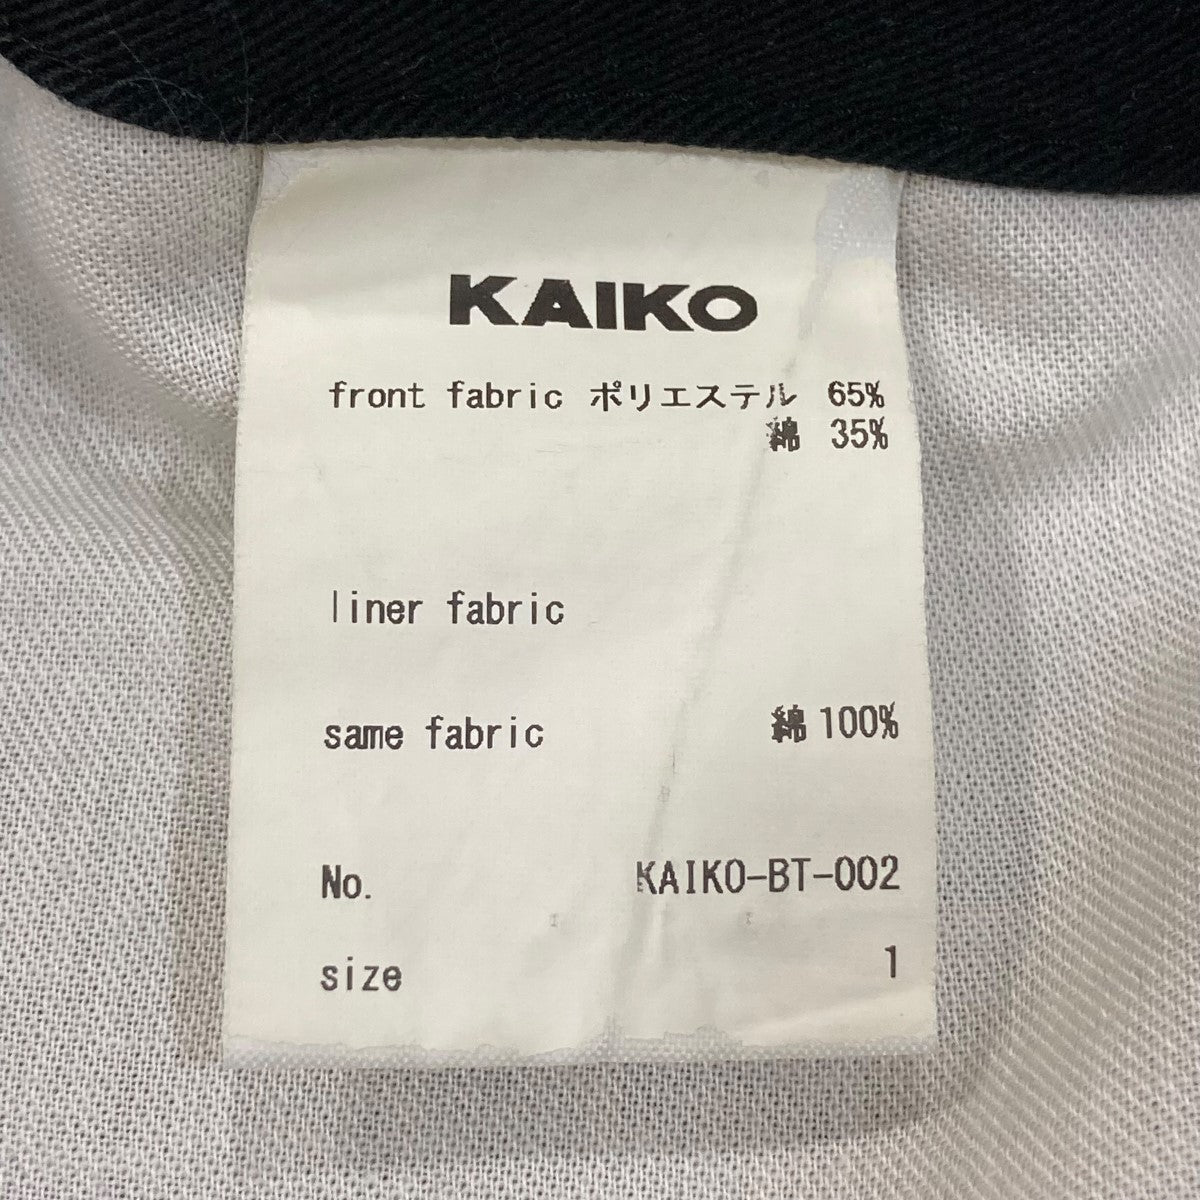 KAIKO
front fabric ポリエステル 65%
綿 35%
liner fabric
same fabric 綿 100%
No. KAIKO-BT-002
size 1